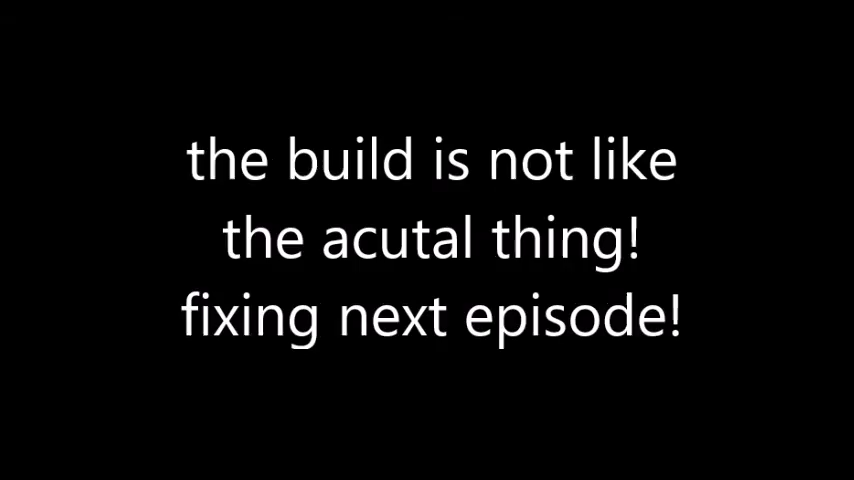 the build is not like
the acutal thing!
fixing next episode!